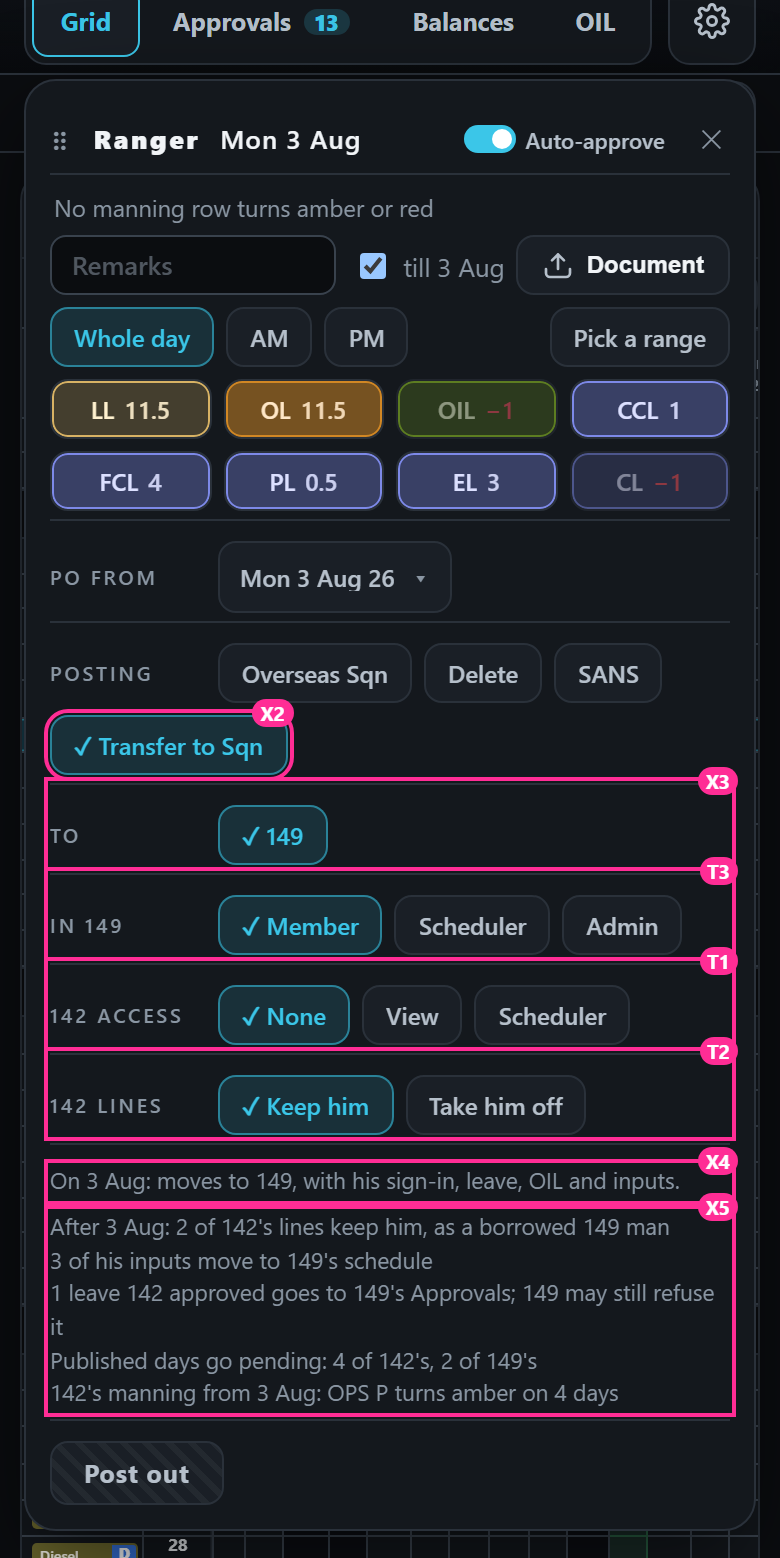 Grid Approvals 13 Balances OIL
Ranger Mon 3 Aug Auto-approve
No manning row turns amber or red
Remarks till 3 Aug Document
Whole day AM PM Pick a range
LL 11.5 OL 11.5 OIL −1 CCL 1
FCL 4 PL 0.5 EL 3 CL −1
PO FROM Mon 3 Aug 26
POSTING Overseas Sqn Delete SANS
X2
✓ Transfer to Sqn
X3
TO ✓ 149
T3
IN 149 ✓ Member Scheduler Admin
T1
142 ACCESS ✓ None View Scheduler
T2
142 LINES ✓ Keep him Take him off
X4
On 3 Aug: moves to 149, with his sign-in, leave, OIL and inputs.
X5
After 3 Aug: 2 of 142's lines keep him, as a borrowed 149 man
3 of his inputs move to 149's schedule
1 leave 142 approved goes to 149's Approvals; 149 may still refuse
it
Published days go pending: 4 of 142's, 2 of 149's
142's manning from 3 Aug: OPS P turns amber on 4 days
Post out
28
Diesel D